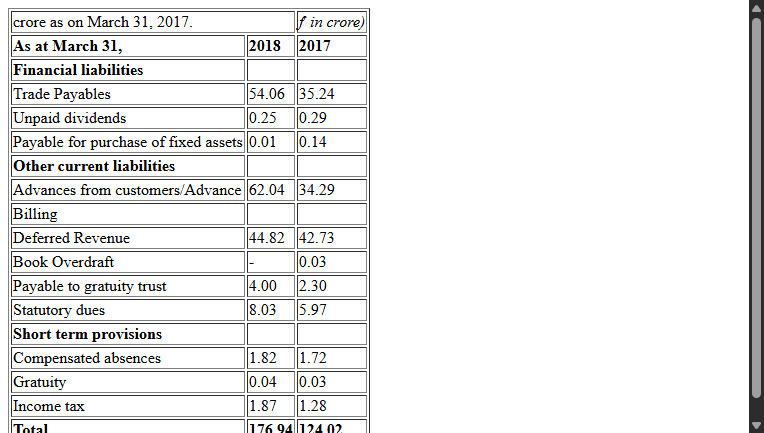 crore as on March 31, 2017. ƒ in crore)
As at March 31, 2018 2017
Financial liabilities
Trade Payables 54.06 35.24
Unpaid dividends 0.25 0.29
Payable for purchase of fixed assets 0.01 0.14
Other current liabilities
Advances from customers/Advance 62.04 34.29
Billing
Deferred Revenue 44.82 42.73
Book Overdraft - 0.03
Payable to gratuity trust 4.00 2.30
Statutory dues 8.03 5.97
Short term provisions
Compensated absences 1.82 1.72
Gratuity 0.04 0.03
Income tax 1.87 1.28
Total 176.94 124.02